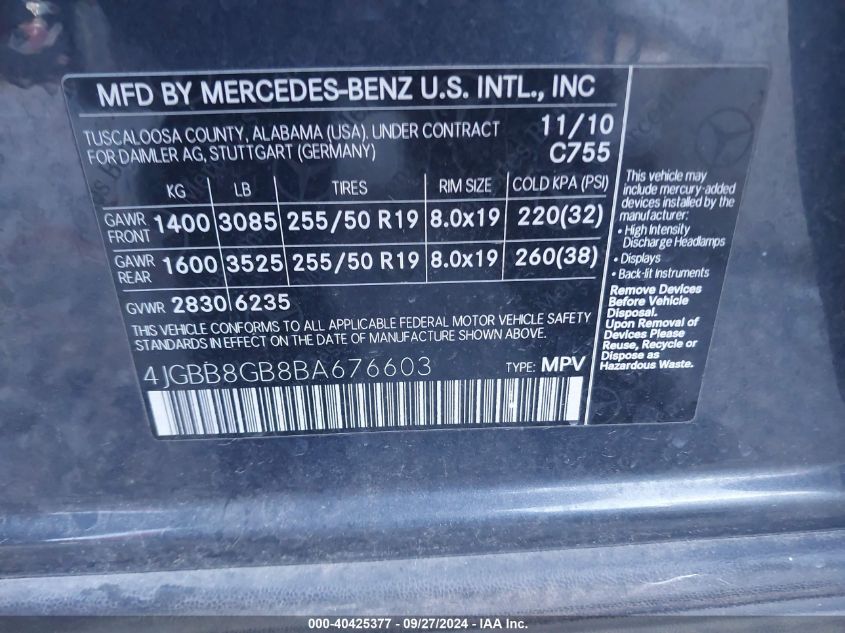 MFD BY MERCEDES-BENZ U.S. INTL., INC
TUSCALOOSA COUNTY, ALABAMA (USA). UNDER CONTRACT
FOR DAIMLER AG, STUTTGART (GERMANY)
11/10
C755
KG LB TIRES RIM SIZE COLD KPA (PSI)
GAWR FRONT 1400 3085 255/50 R19 8.0x19 220(32)
GAWR REAR 1600 3525 255/50 R19 8.0x19 260(38)
GVWR 2830 6235
THIS VEHICLE CONFORMS TO ALL APPLICABLE FEDERAL MOTOR VEHICLE SAFETY
STANDARDS IN EFFECT ON THE DATE OF MANUFACTURE SHOWN ABOVE.
4JGBB8GB8BA676603 TYPE: MPV
This vehicle may
include mercury-added
devices installed by the
manufacturer:
• High Intensity
Discharge Headlamps
• Displays
• Back-lit Instruments
Remove Devices
Before Vehicle
Disposal.
Upon Removal of
Devices Please
Reuse, Recycle or
Dispose as
Hazardous Waste.
000-40425377 - 09/27/2024 - IAA Inc.